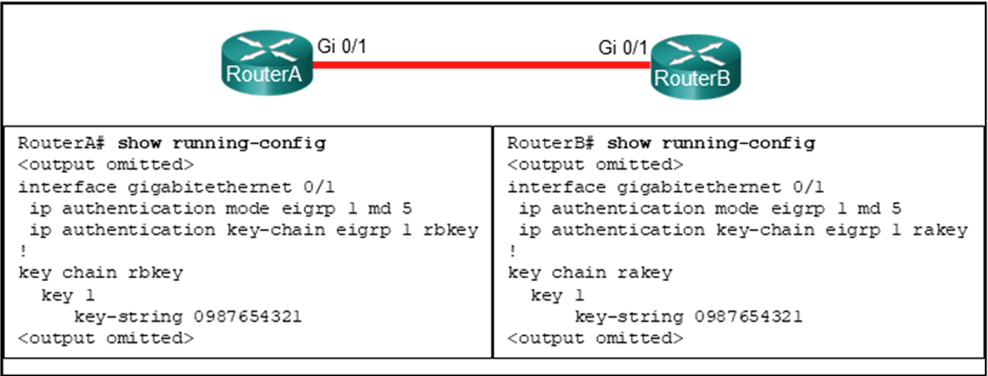 Gi 0/1
Gi 0/1
RouterA
RouterB
RouterA# show running-config
<output omitted>
interface gigabitethernet 0/1
ip authentication mode eigrp 1 md 5
ip authentication key-chain eigrp 1 rbkey
!
key chain rbkey
key 1
key-string 0987654321
<output omitted>
RouterB# show running-config
<output omitted>
interface gigabitethernet 0/1
ip authentication mode eigrp 1 md 5
ip authentication key-chain eigrp 1 rakey
!
key chain rakey
key 1
key-string 0987654321
<output omitted>